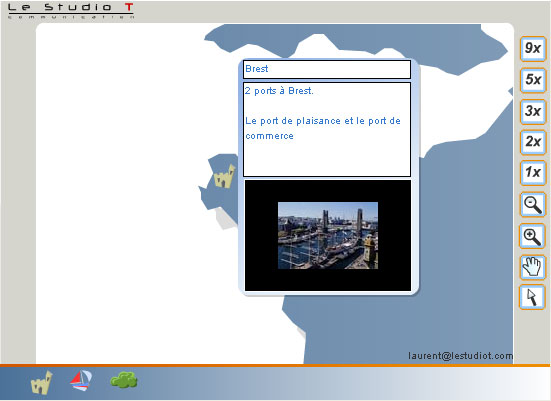 Le Studio T
communication
Brest
2 ports à Brest.
Le port de plaisance et le port de
commerce
9x
5x
3x
2x
1x
laurent@lestudiot.com